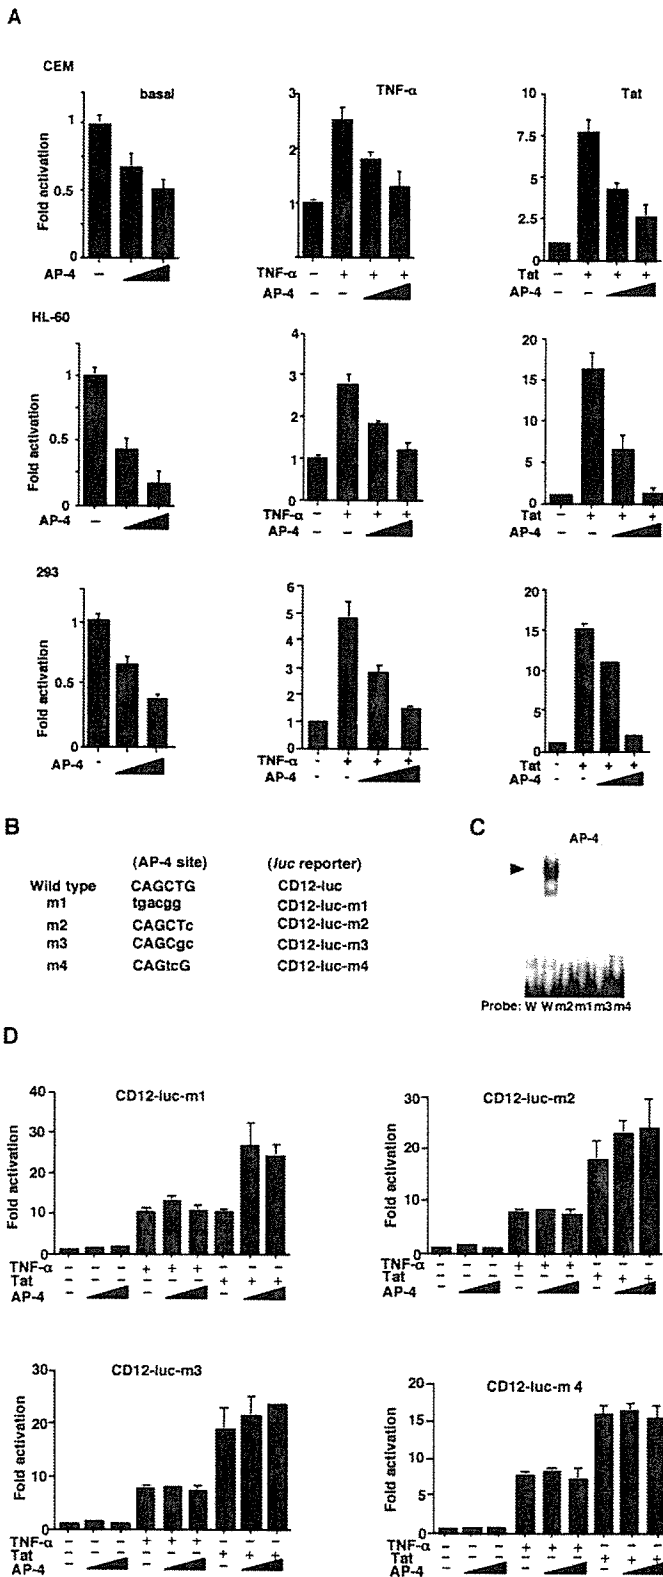 A
CEM
basal
TNF-α
Tat
Fold activation
1
0.5
0
3
2
1
0
10
7.5
5
2.5
0
AP-4 –
TNF-α – + + +
AP-4 – –
Tat – + + +
AP-4 – –
HL-60
Fold activation
1
0.5
0
4
3
2
1
0
20
15
10
5
0
AP-4 –
TNF-α – + + +
AP-4 – –
Tat – + + +
AP-4 – –
293
Fold activation
1
0.5
0
6
5
4
3
2
1
0
20
15
10
5
0
AP-4 -
TNF-α – + + +
AP-4 - -
Tat – + + +
AP-4 – –
B
(AP-4 site) (luc reporter)
Wild type CAGCTG CD12-luc
m1 tgacgg CD12-luc-m1
m2 CAGCTc CD12-luc-m2
m3 CAGCgc CD12-luc-m3
m4 CAGtcG CD12-luc-m4
C
AP-4
Probe: W W m2 m1 m3 m4
D
CD12-luc-m1
Fold activation
40
30
20
10
0
TNF-α – – – + + + – – –
Tat – – – – – – + + +
AP-4 – – –
CD12-luc-m2
Fold activation
30
20
10
0
TNF-α – – – + + + – – –
Tat – – – – – – + + +
AP-4 – – –
CD12-luc-m3
Fold activation
30
20
10
0
TNF-α – – – + + + – – –
Tat – – – – – – + + +
AP-4 – – –
CD12-luc-m 4
Fold activation
20
15
10
5
0
TNF-α – – – + + + – – –
Tat – – – – – – + + +
AP-4 – – –